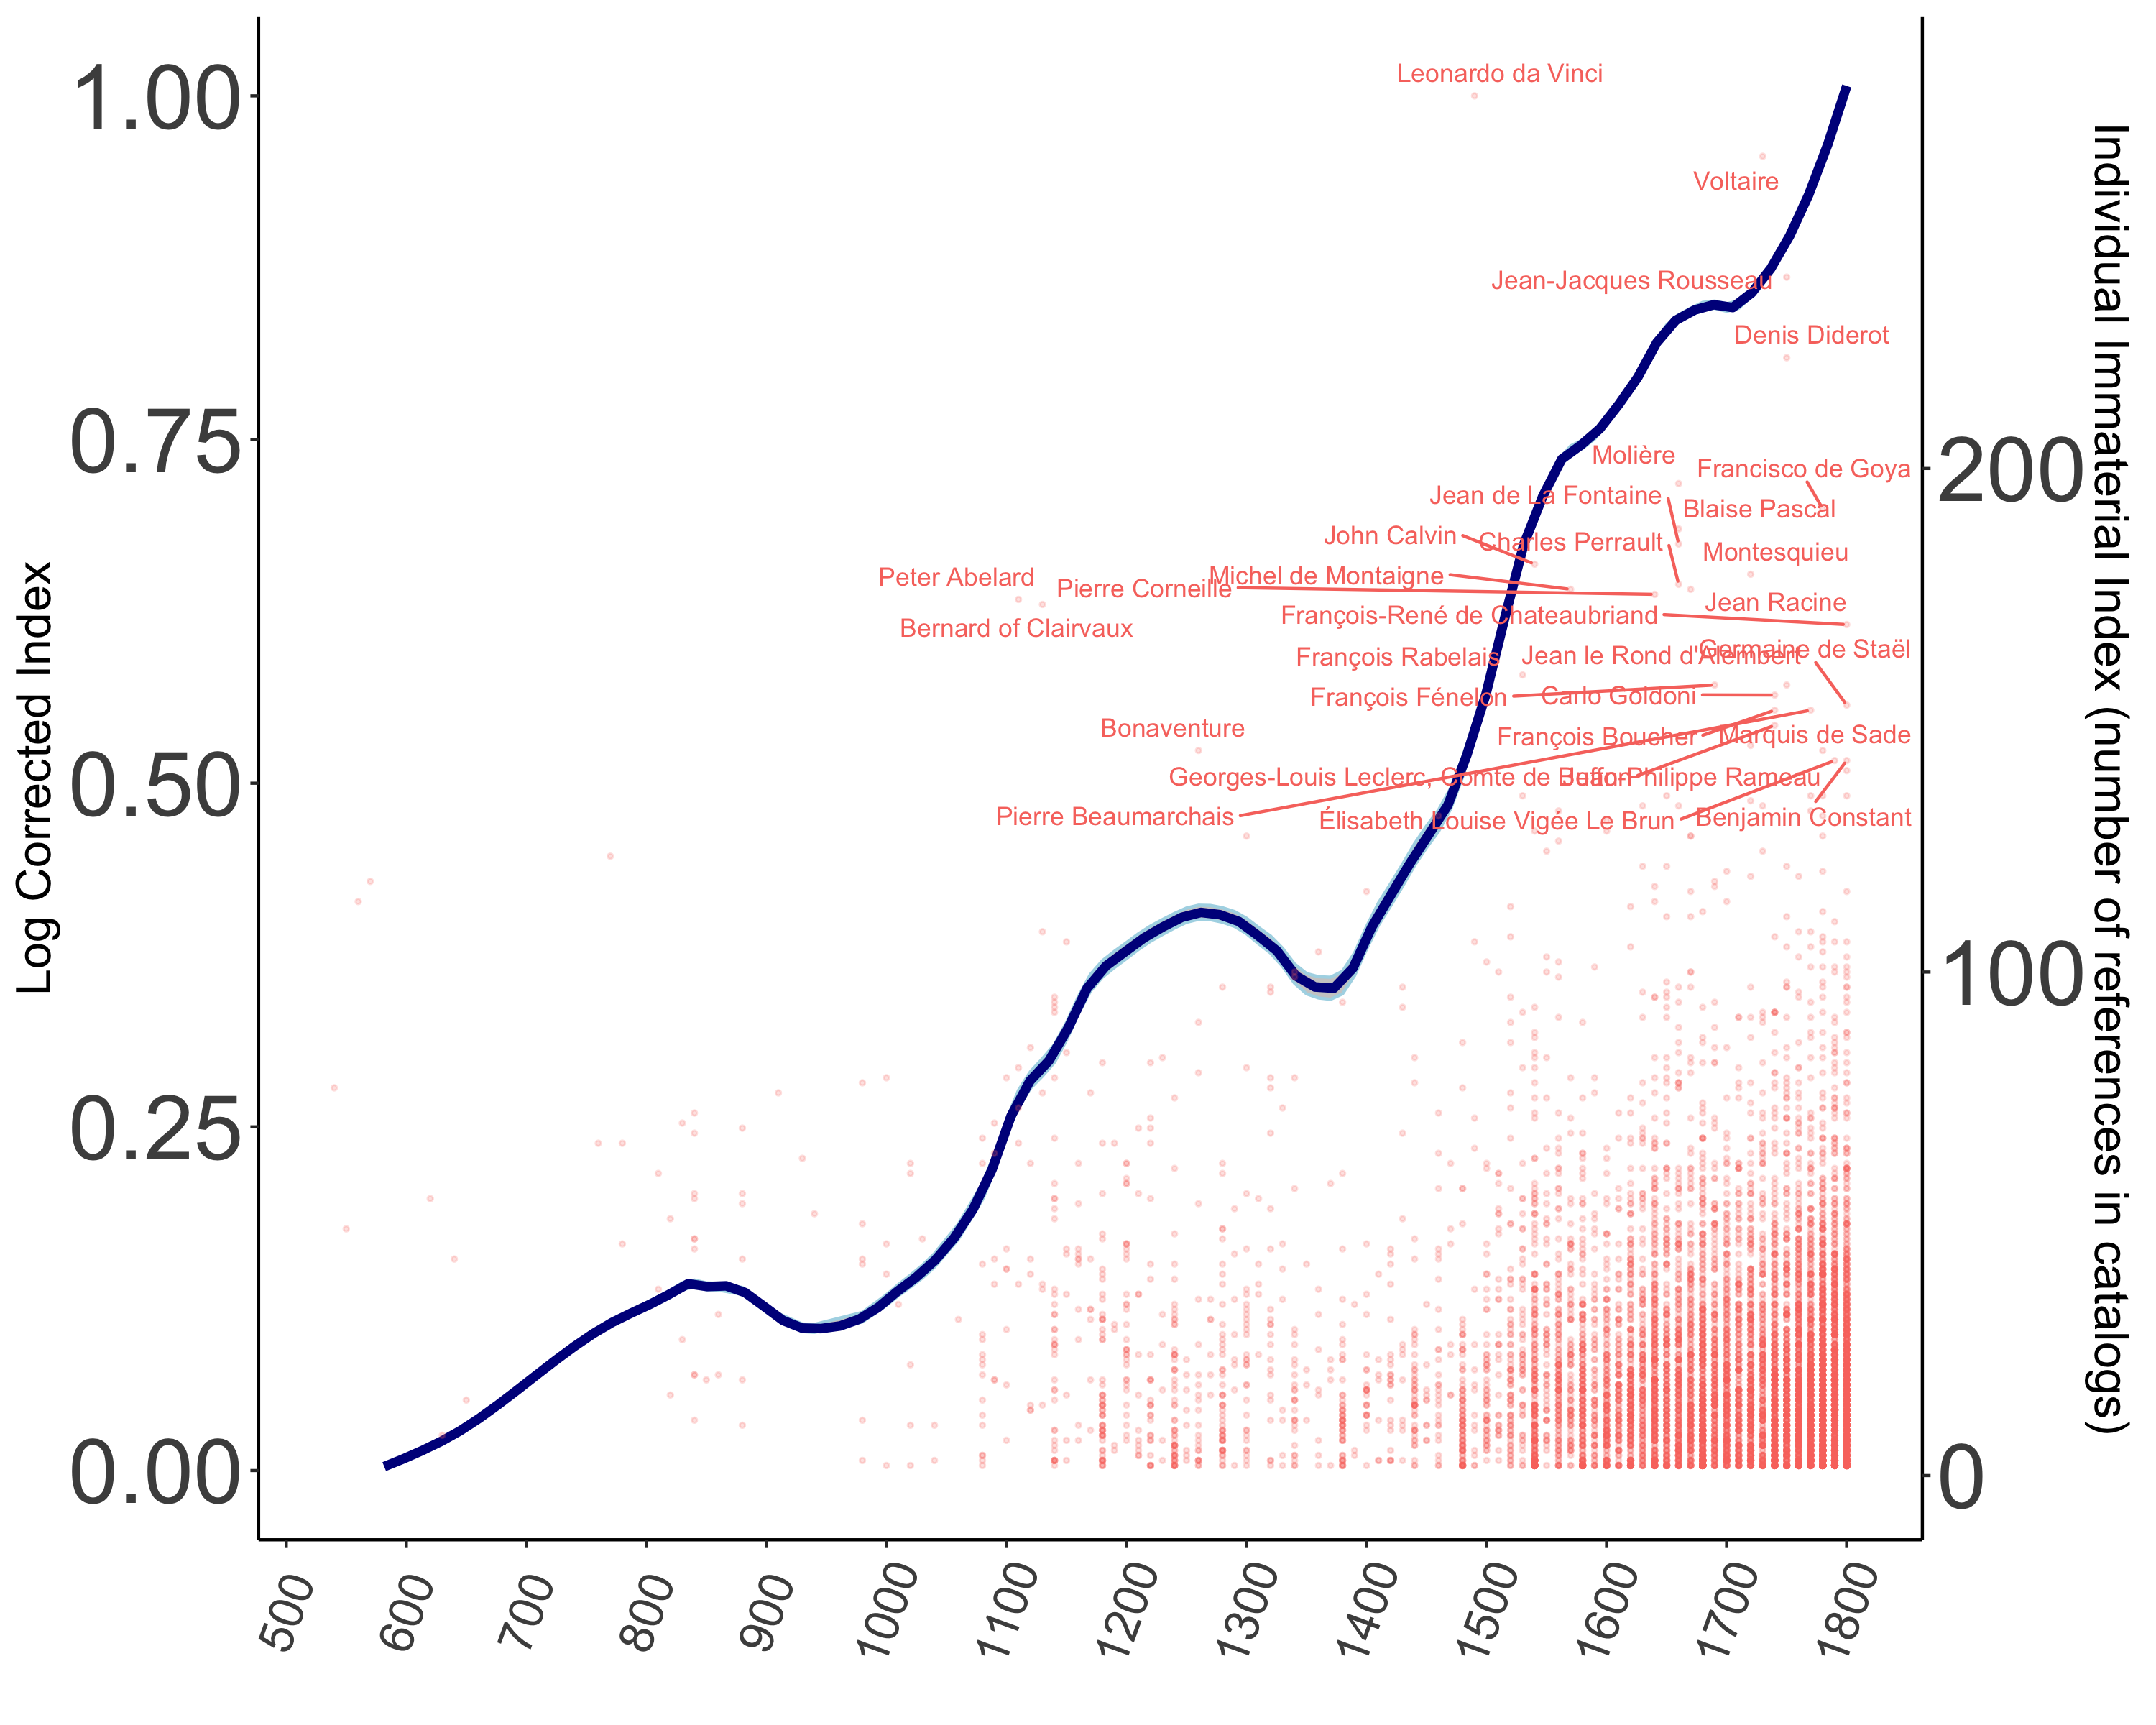 Leonardo da Vinci
1.00
Voltaire
Jean-Jacques Rousseau
Denis Diderot
0.75
Molière
Francisco de Goya
200
Jean de La Fontaine
Blaise Pascal
John Calvin
Charles Perrault
Montesquieu
Peter Abelard
Michel de Montaigne
Pierre Corneille
Jean Racine
François-René de Chateaubriand
Bernard of Clairvaux
Germaine de Staël
François Rabelais
Jean le Rond d'Alembert
François Fénelon
Carlo Goldoni
Bonaventure
François Boucher
Marquis de Sade
0.50
Georges-Louis Leclerc, Comte de Buffon
Jean-Philippe Rameau
Pierre Beaumarchais
Élisabeth Louise Vigée Le Brun
Benjamin Constant
100
0.25
0.00
0
500
600
700
800
900
1000
1100
1200
1300
1400
1500
1600
1700
1800
Log Corrected Index
Individual Immaterial Index (number of references in catalogs)